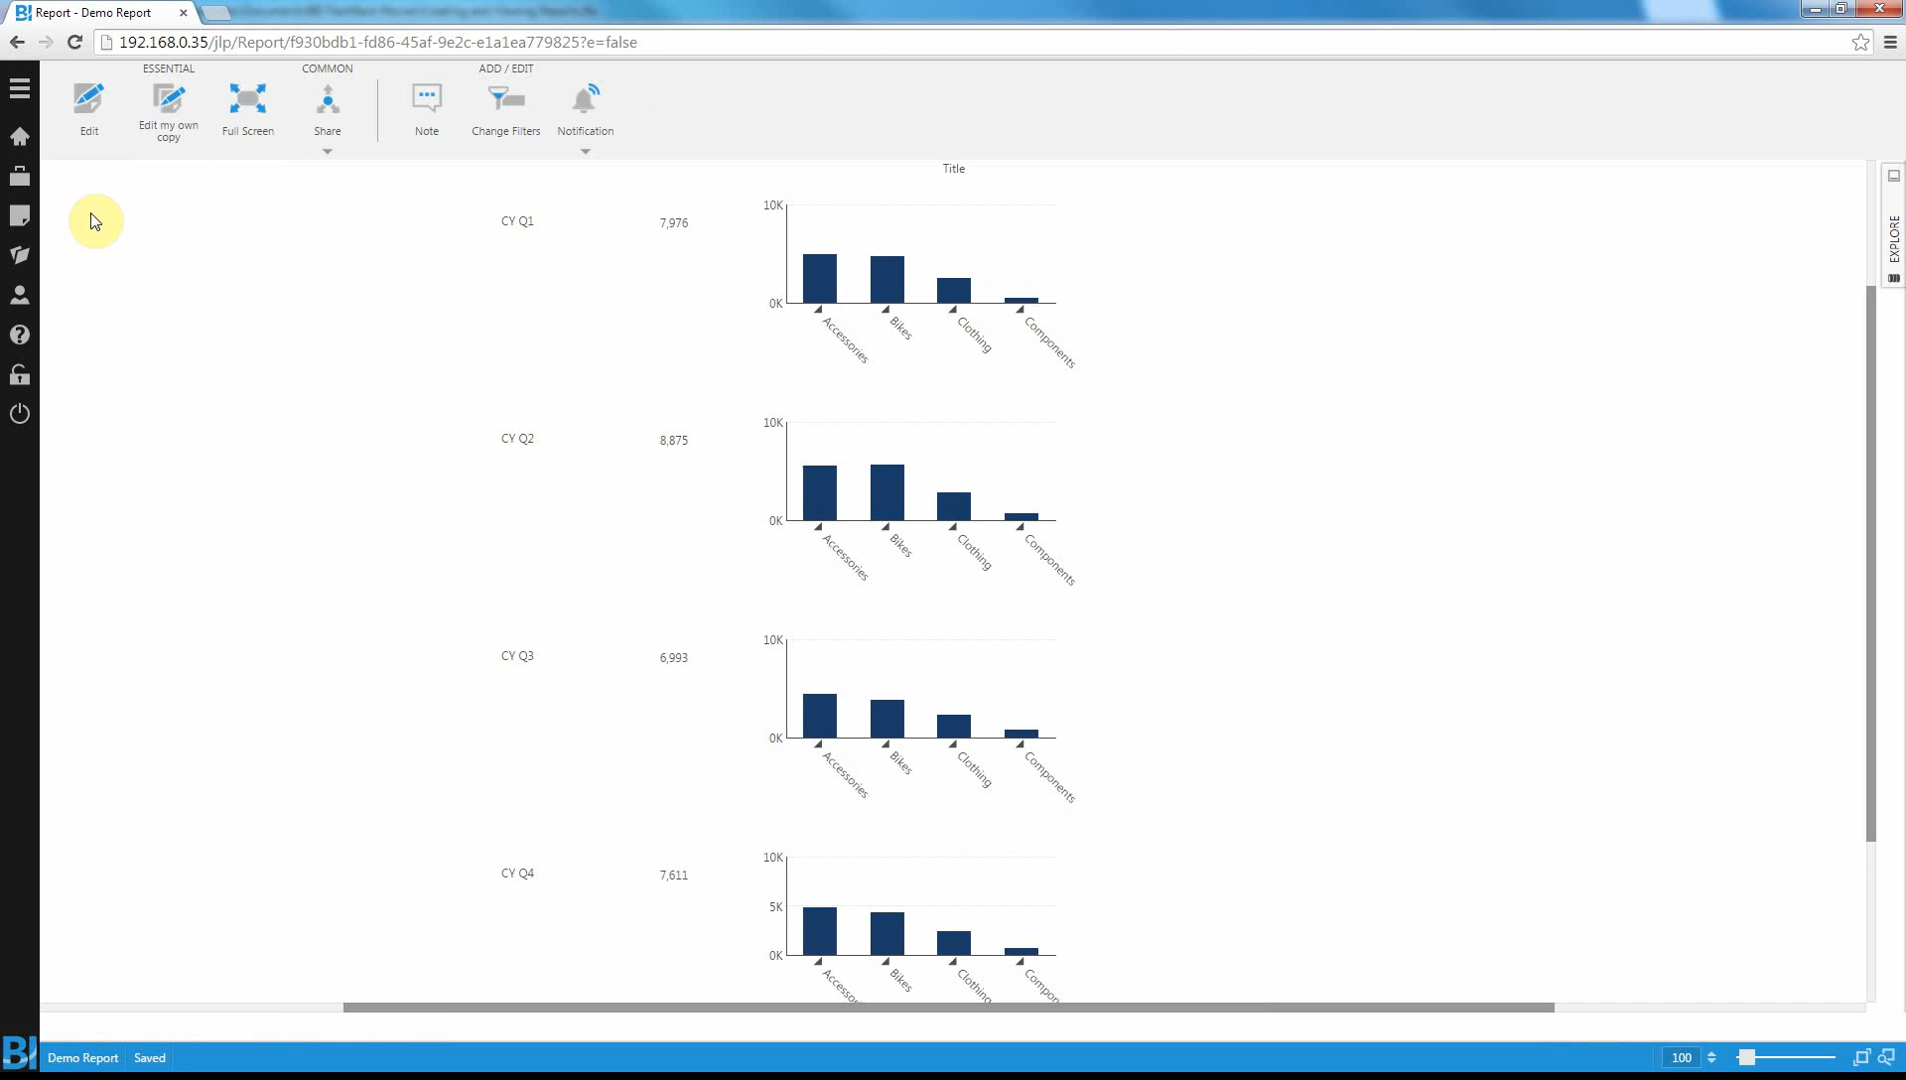 BI Report - Demo Report
192.168.0.35/jlp/Report/f930bdb1-fd86-45af-9e2c-e1a1ea779825?e=false
ESSENTIAL
COMMON
ADD / EDIT
Edit
Edit my own
copy
Full Screen
Share
Note
Change Filters
Notification
EXPLORE
Title
CY Q1
7,976
10K
0K
Accessories
Bikes
Clothing
Components
CY Q2
8,875
10K
0K
Accessories
Bikes
Clothing
Components
CY Q3
6,993
10K
0K
Accessories
Bikes
Clothing
Components
CY Q4
7,611
10K
5K
0K
Accesso
Bikes
Clothing
Compon
BI
Demo Report
Saved
100